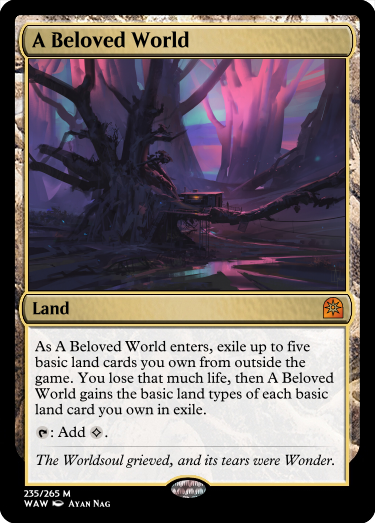 A Beloved World
Land
As A Beloved World enters, exile up to five
basic land cards you own from outside the
game. You lose that much life, then A Beloved
World gains the basic land types of each basic
land card you own in exile.
: Add .
The Worldsoul grieved, and its tears were Wonder.
235/265 M
WAW Ayan Nag